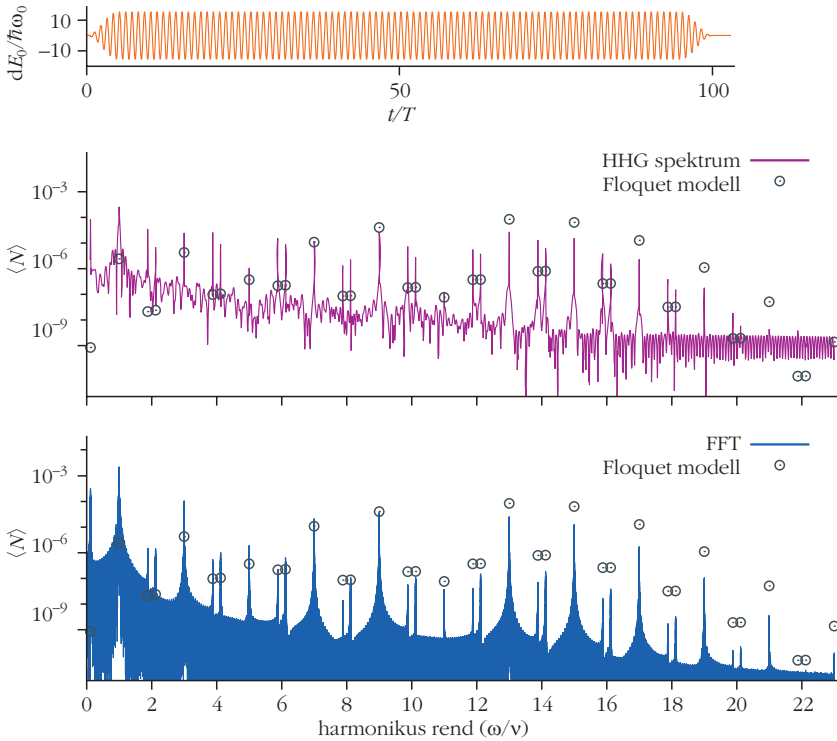 dE₀/ħω₀
10
−10
0
50
100
t/T
HHG spektrum
Floquet modell
⟨N⟩
10⁻³
10⁻⁶
10⁻⁹
FFT
Floquet modell
⟨N⟩
10⁻³
10⁻⁶
10⁻⁹
0 2 4 6 8 10 12 14 16 18 20 22
harmonikus rend (ω/ν)